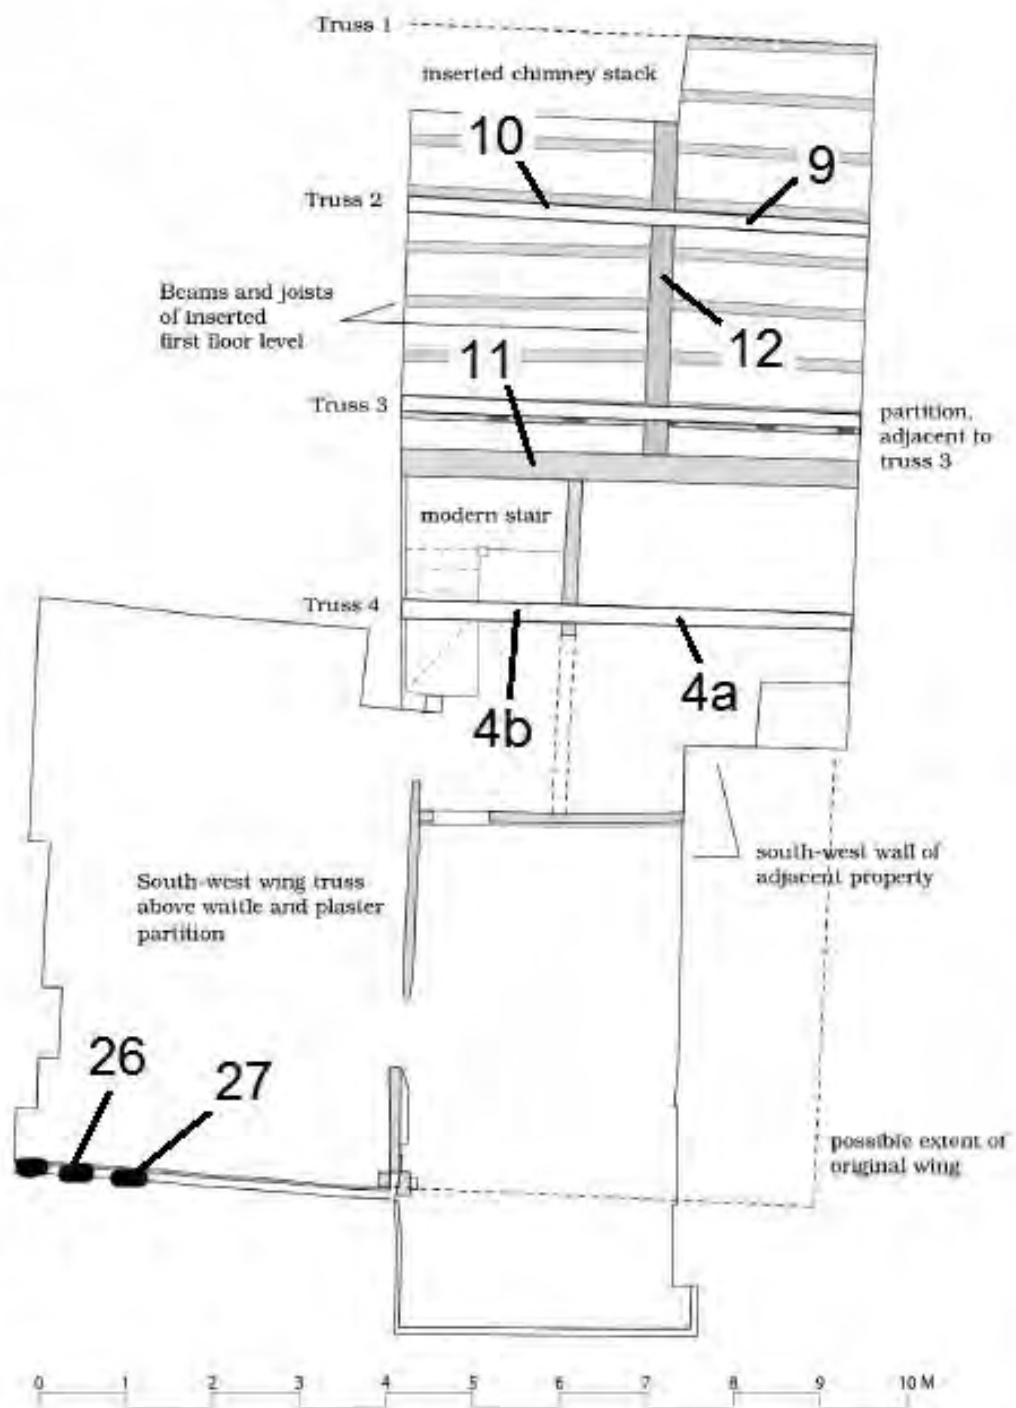 Truss 1
inserted chimney stack
10
9
Truss 2
Beams and joists
of inserted
first floor level
12
11
Truss 3
partition,
adjacent to
truss 3
modern stair
Truss 4
4a
4b
south-west wall of
adjacent property
South-west wing truss
above wattle and plaster
partition
26
27
possible extent of
original wing
0 1 2 3 4 5 6 7 8 9 10 M